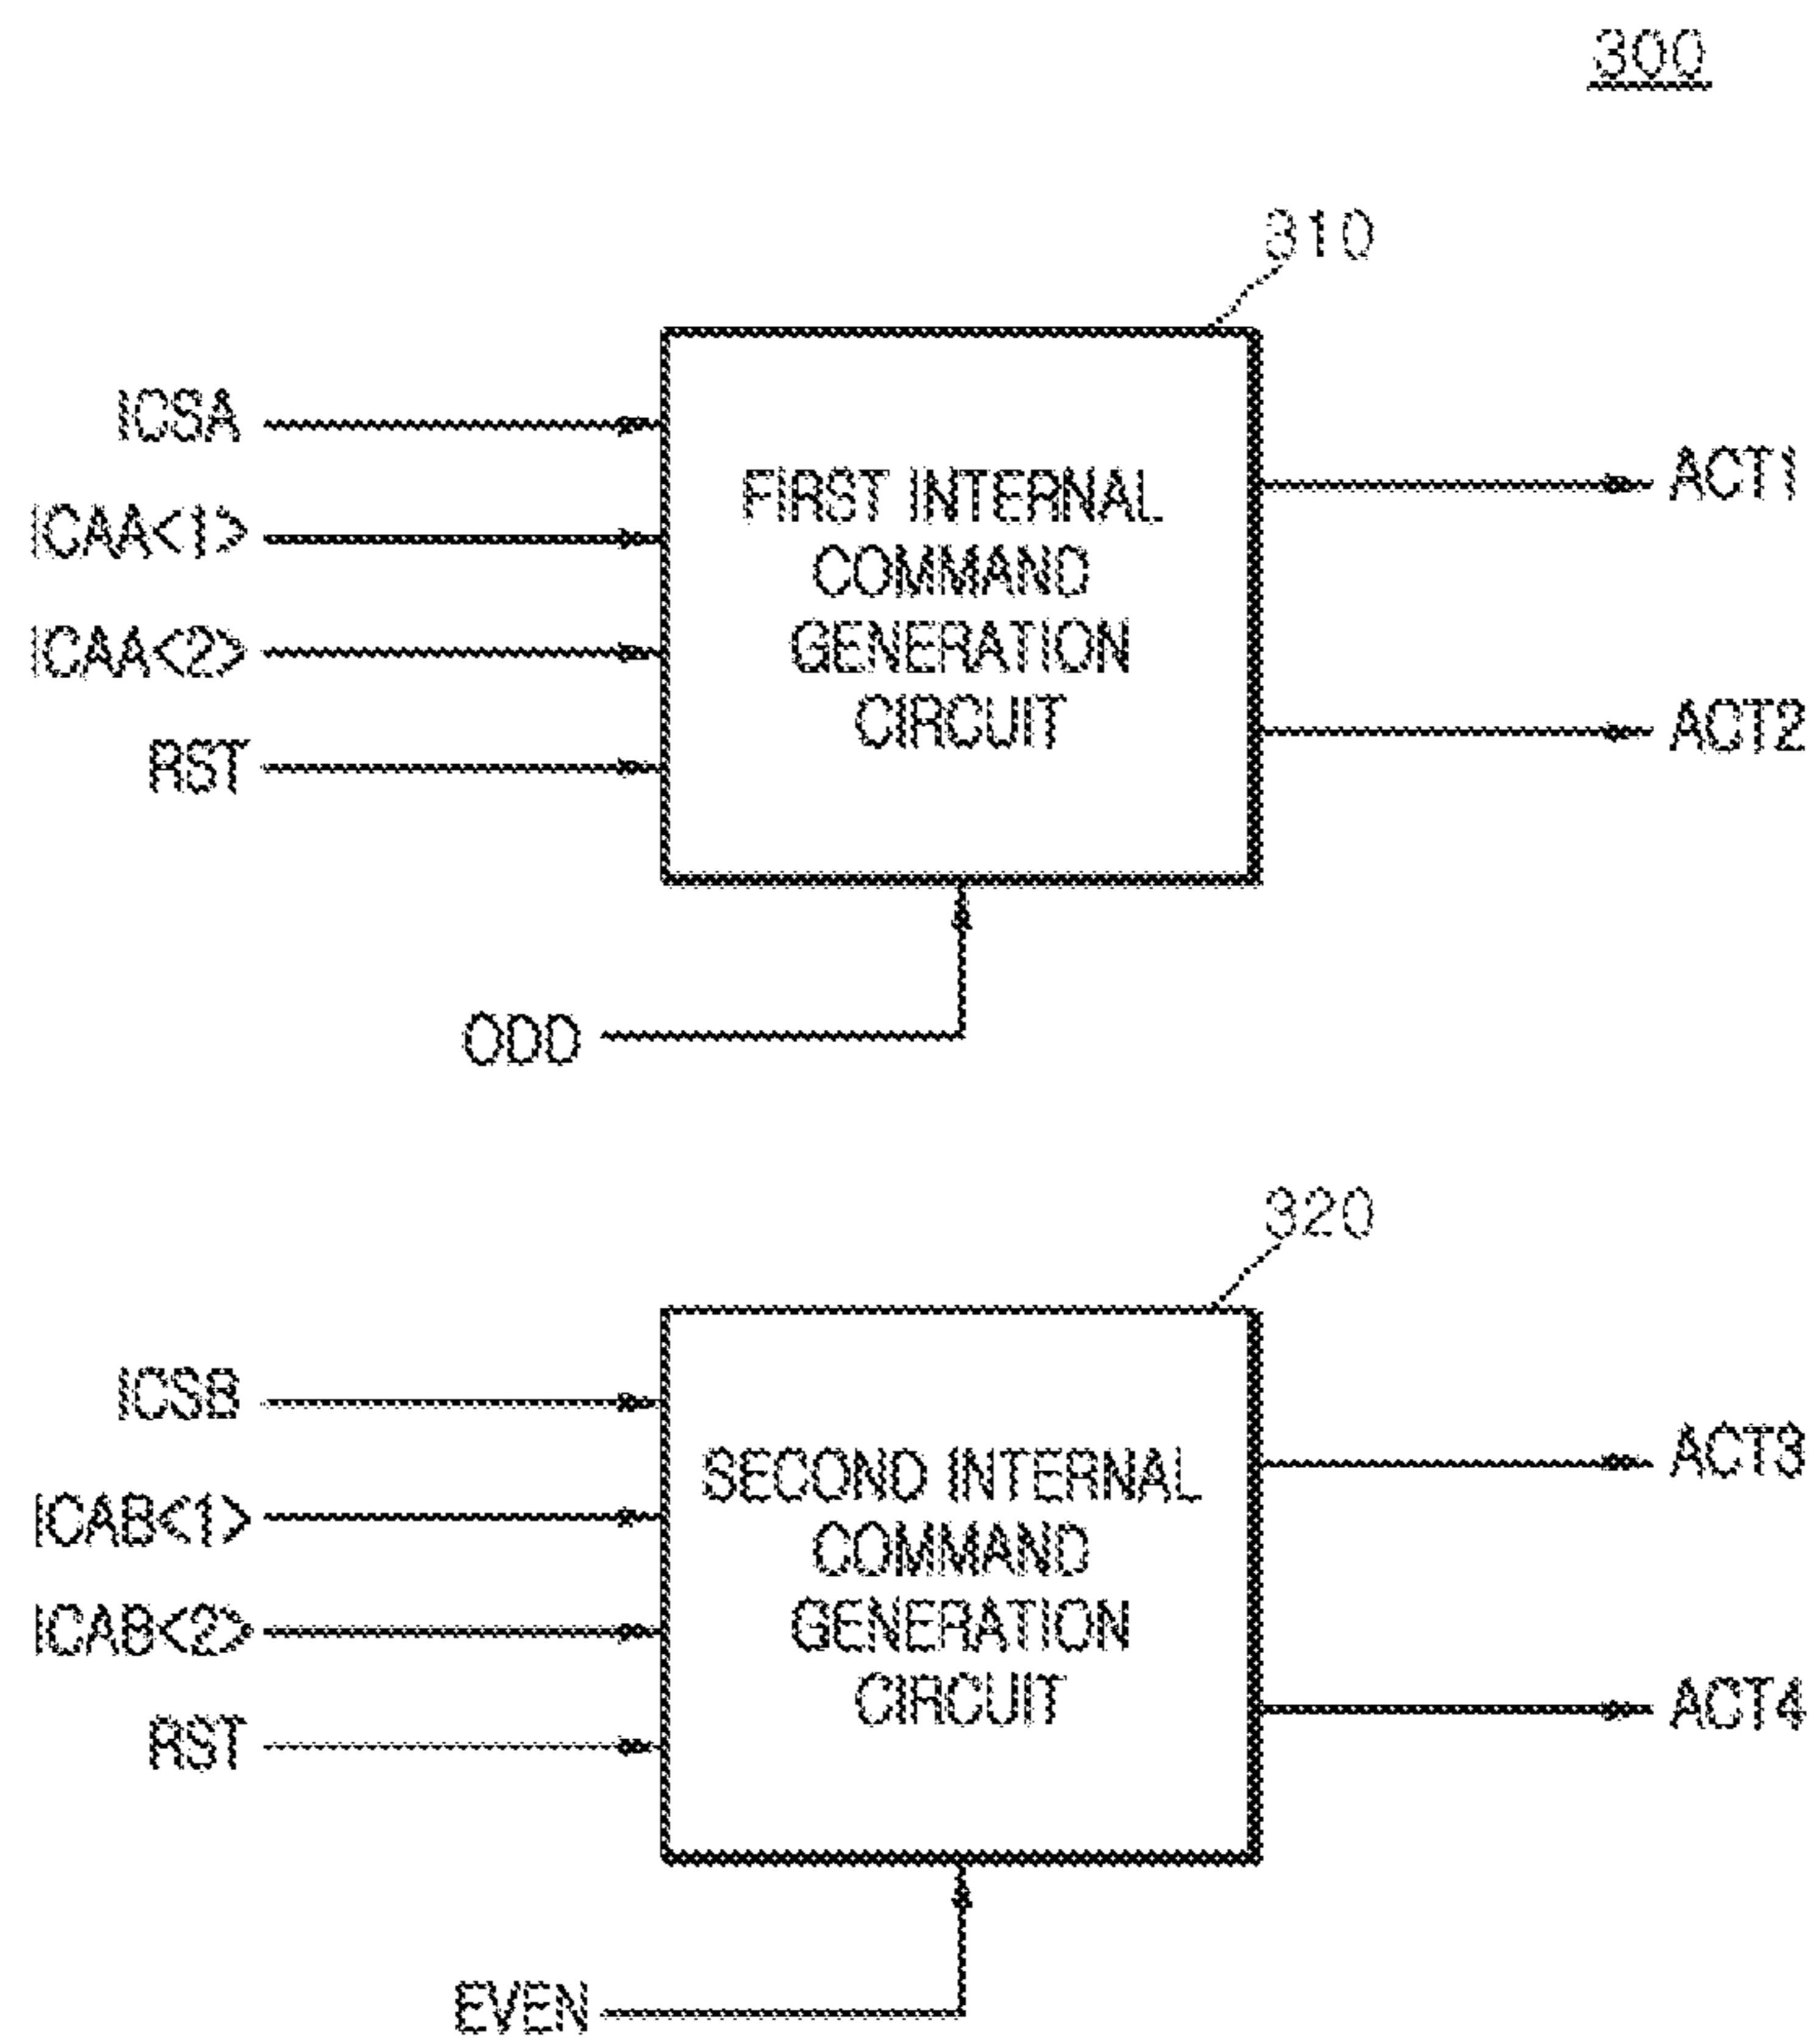 300
310
ICSA
ICAA<1>
ICAA<2>
RST
FIRST INTERNAL
COMMAND
GENERATION
CIRCUIT
ACT1
ACT2
ODD
320
ICSB
ICAB<1>
ICAB<2>
RST
SECOND INTERNAL
COMMAND
GENERATION
CIRCUIT
ACT3
ACT4
EVEN